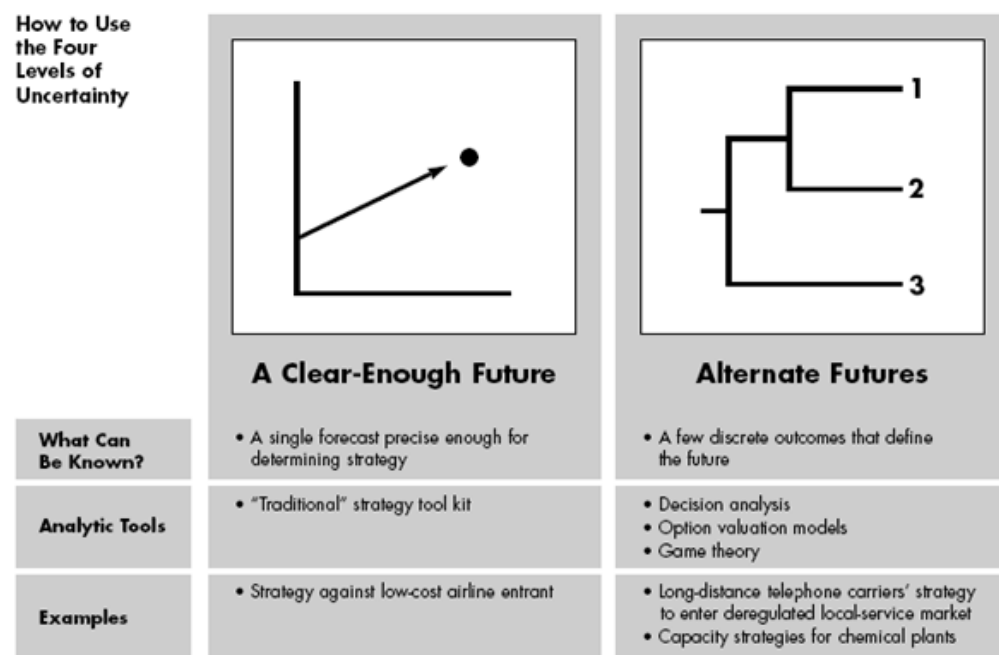 How to Use
the Four
Levels of
Uncertainty
1
2
3
A Clear-Enough Future
Alternate Futures
What Can
Be Known?
• A single forecast precise enough for
determining strategy
• A few discrete outcomes that define
the future
Analytic Tools
• “Traditional” strategy tool kit
• Decision analysis
• Option valuation models
• Game theory
Examples
• Strategy against low-cost airline entrant
• Long-distance telephone carriers’ strategy
to enter deregulated local-service market
• Capacity strategies for chemical plants